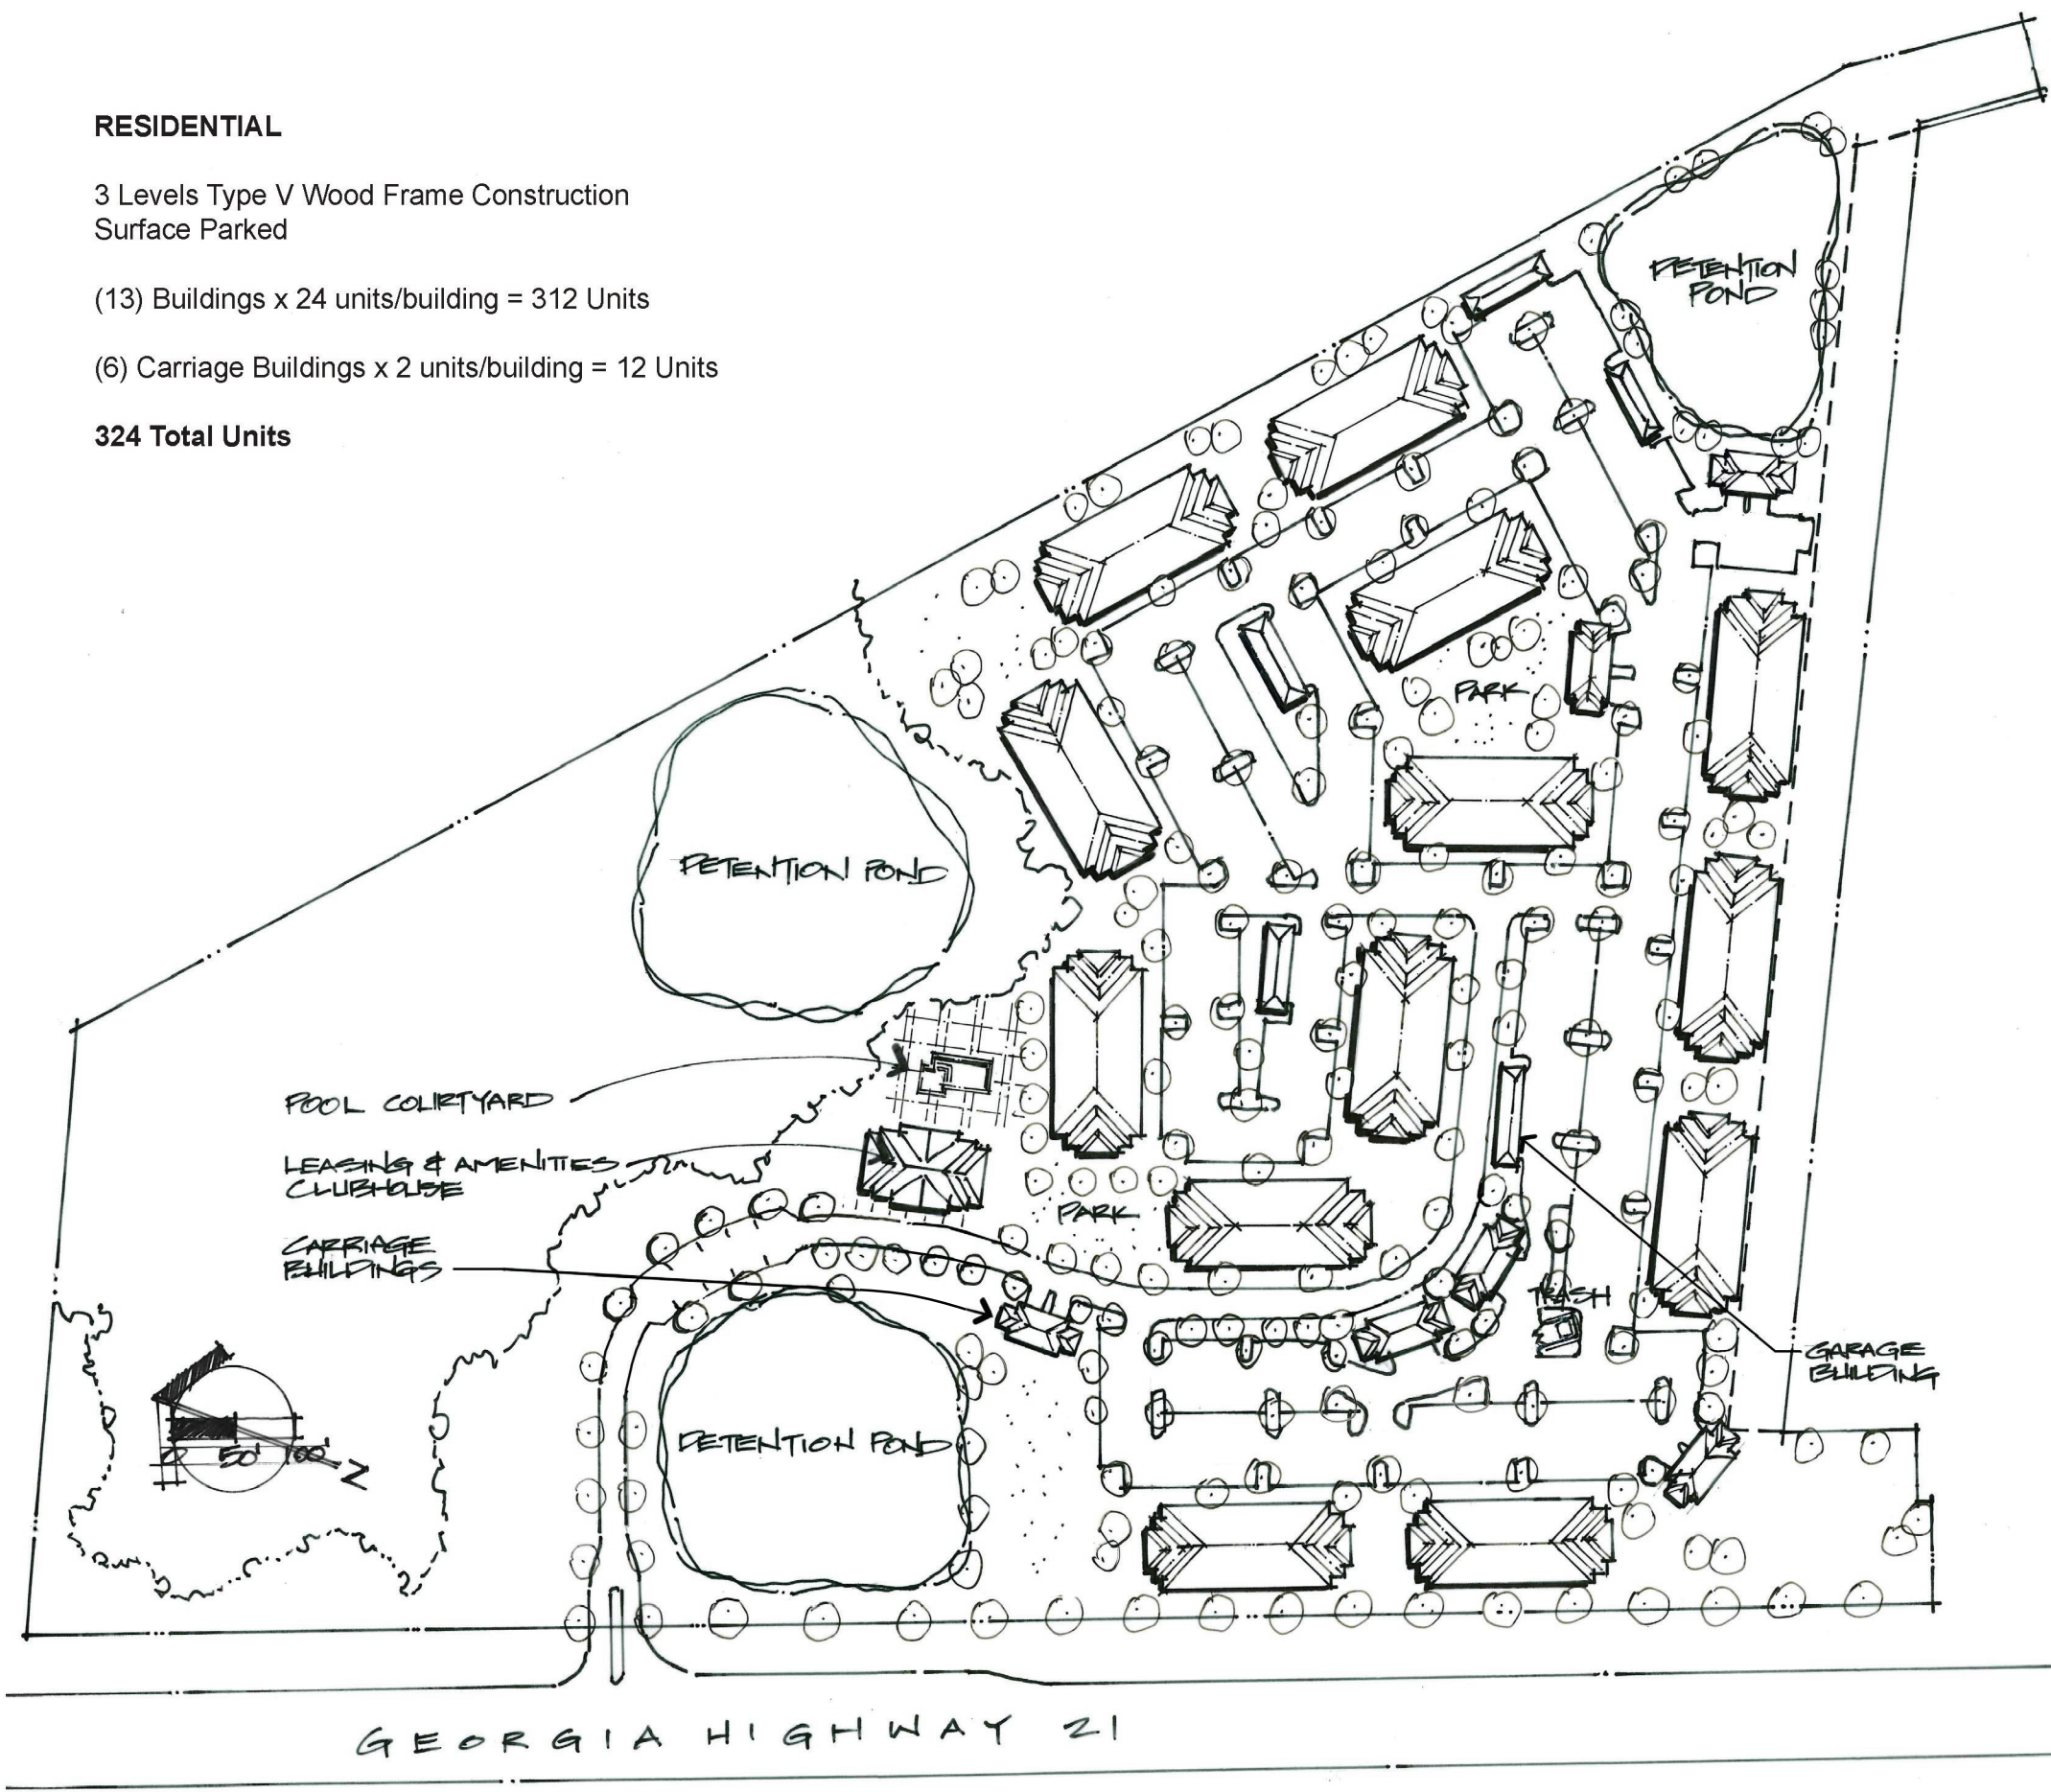 RESIDENTIAL
3 Levels Type V Wood Frame Construction
Surface Parked
(13) Buildings x 24 units/building = 312 Units
(6) Carriage Buildings x 2 units/building = 12 Units
324 Total Units
DETENTION
POND
PARK
DETENTION POND
POOL COURTYARD
LEASING & AMENITIES
CLUBHOUSE
PARK
CARRIAGE
BUILDINGS
TRASH
GARAGE
BUILDING
DETENTION POND
0 50' 100'
N
GEORGIA HIGHWAY 21